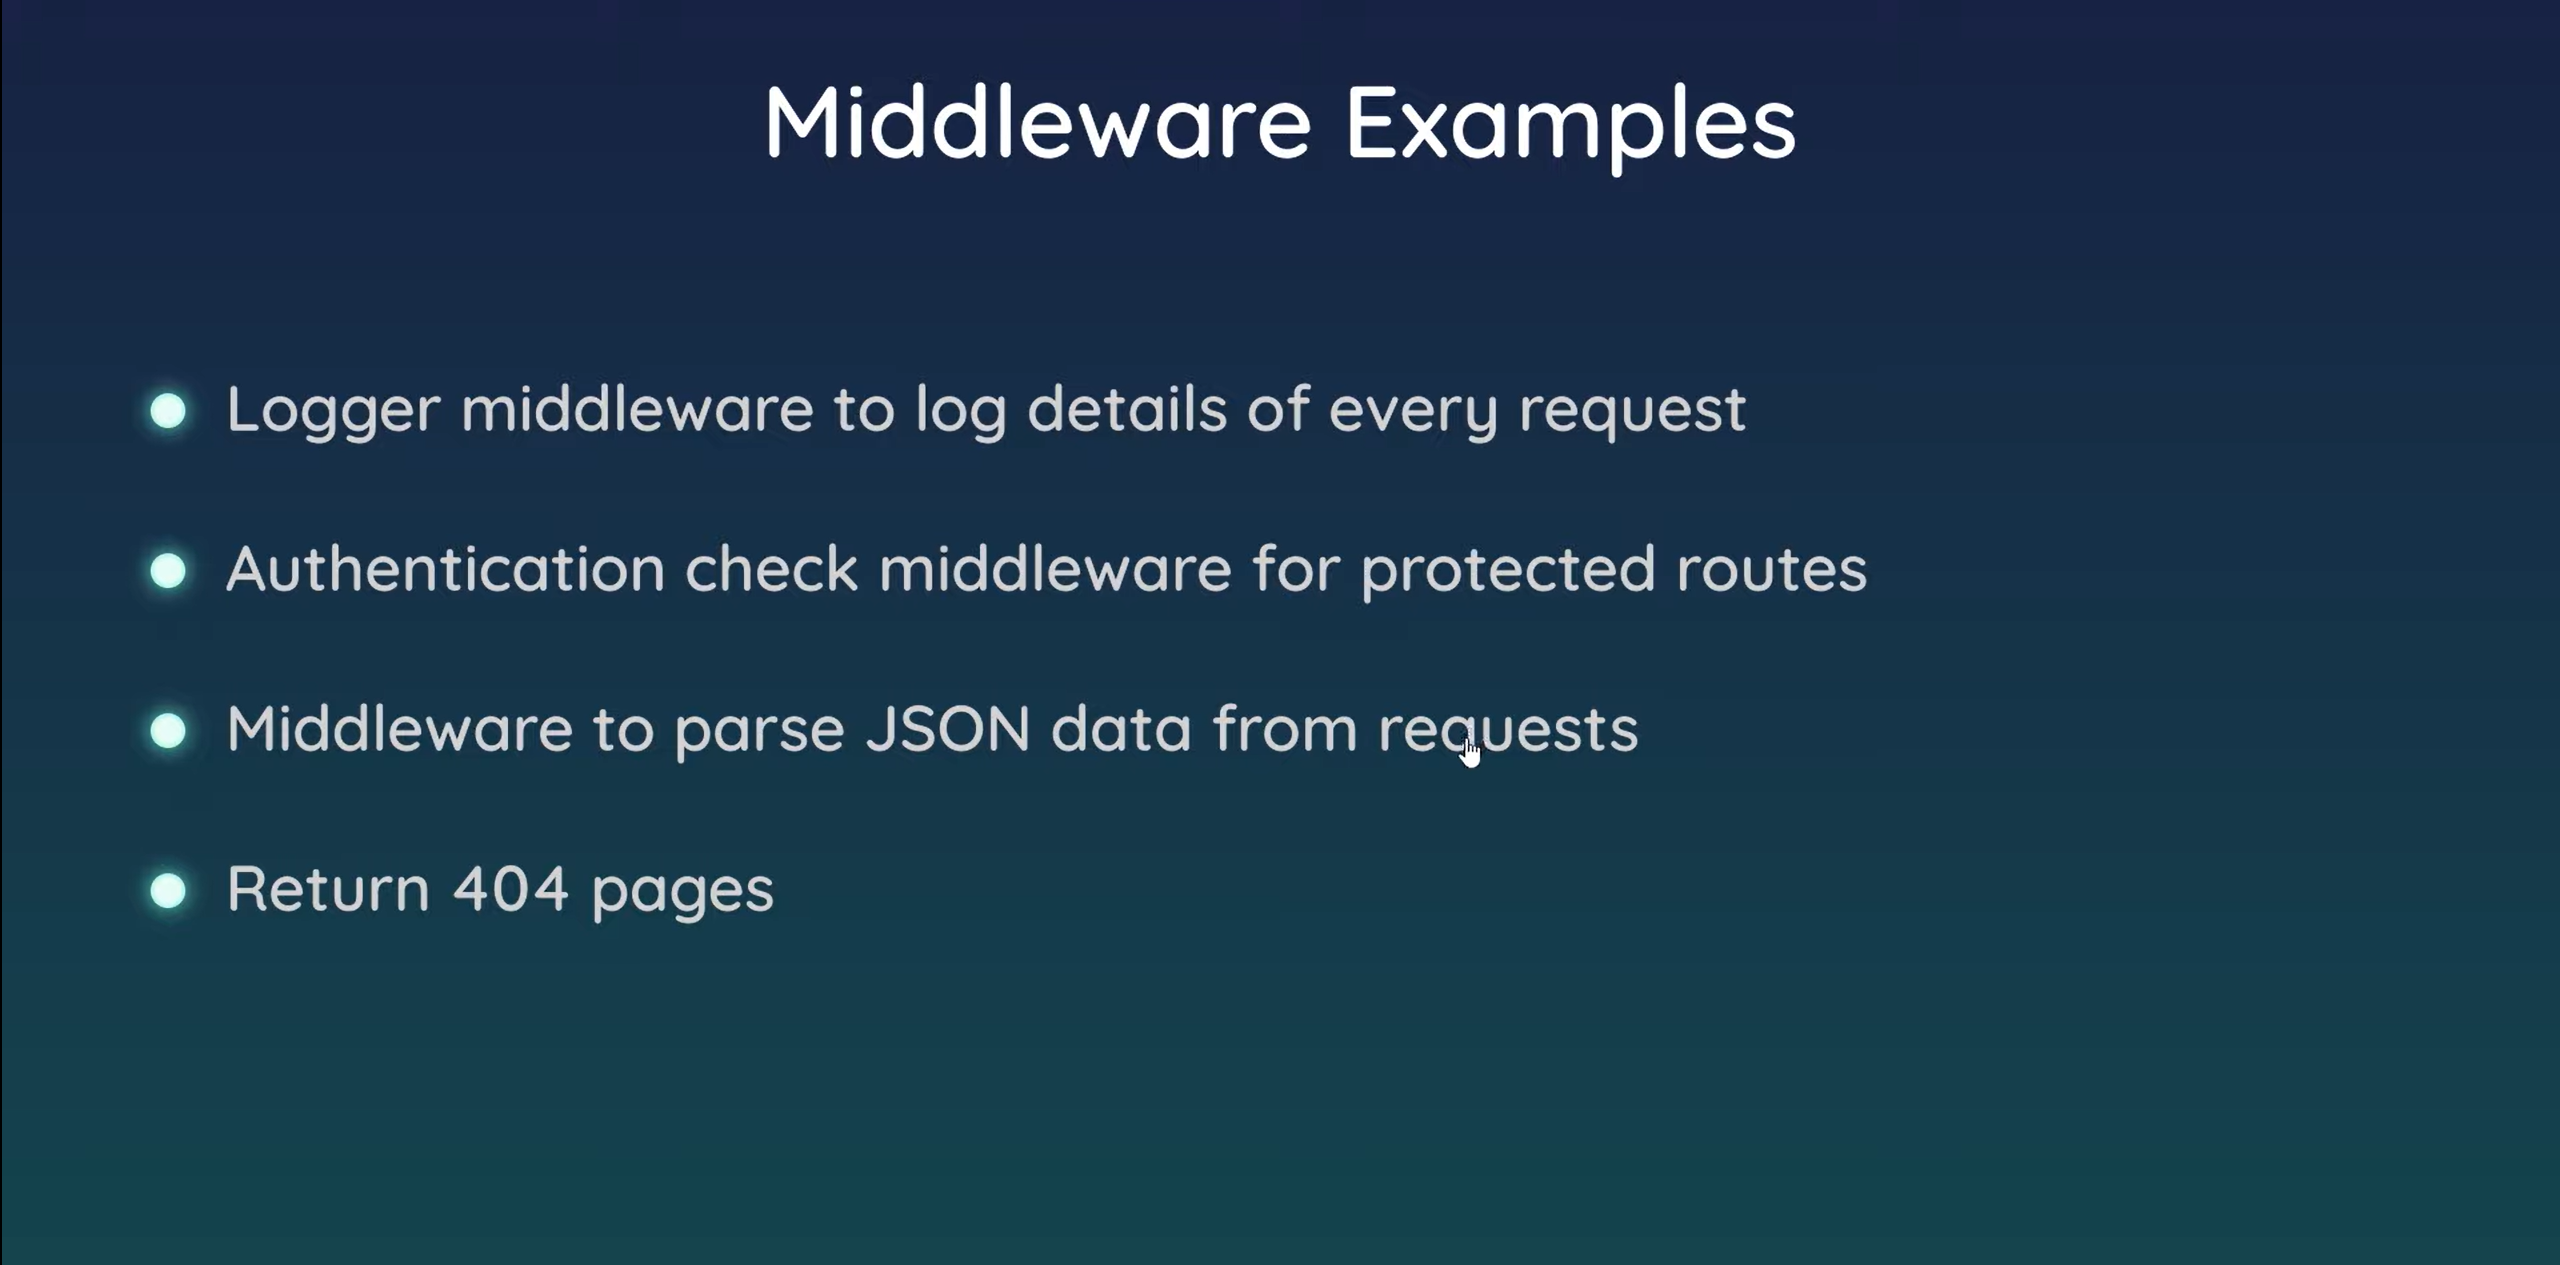 Middleware Examples
Logger middleware to log details of every request
Authentication check middleware for protected routes
Middleware to parse JSON data from requests
Return 404 pages